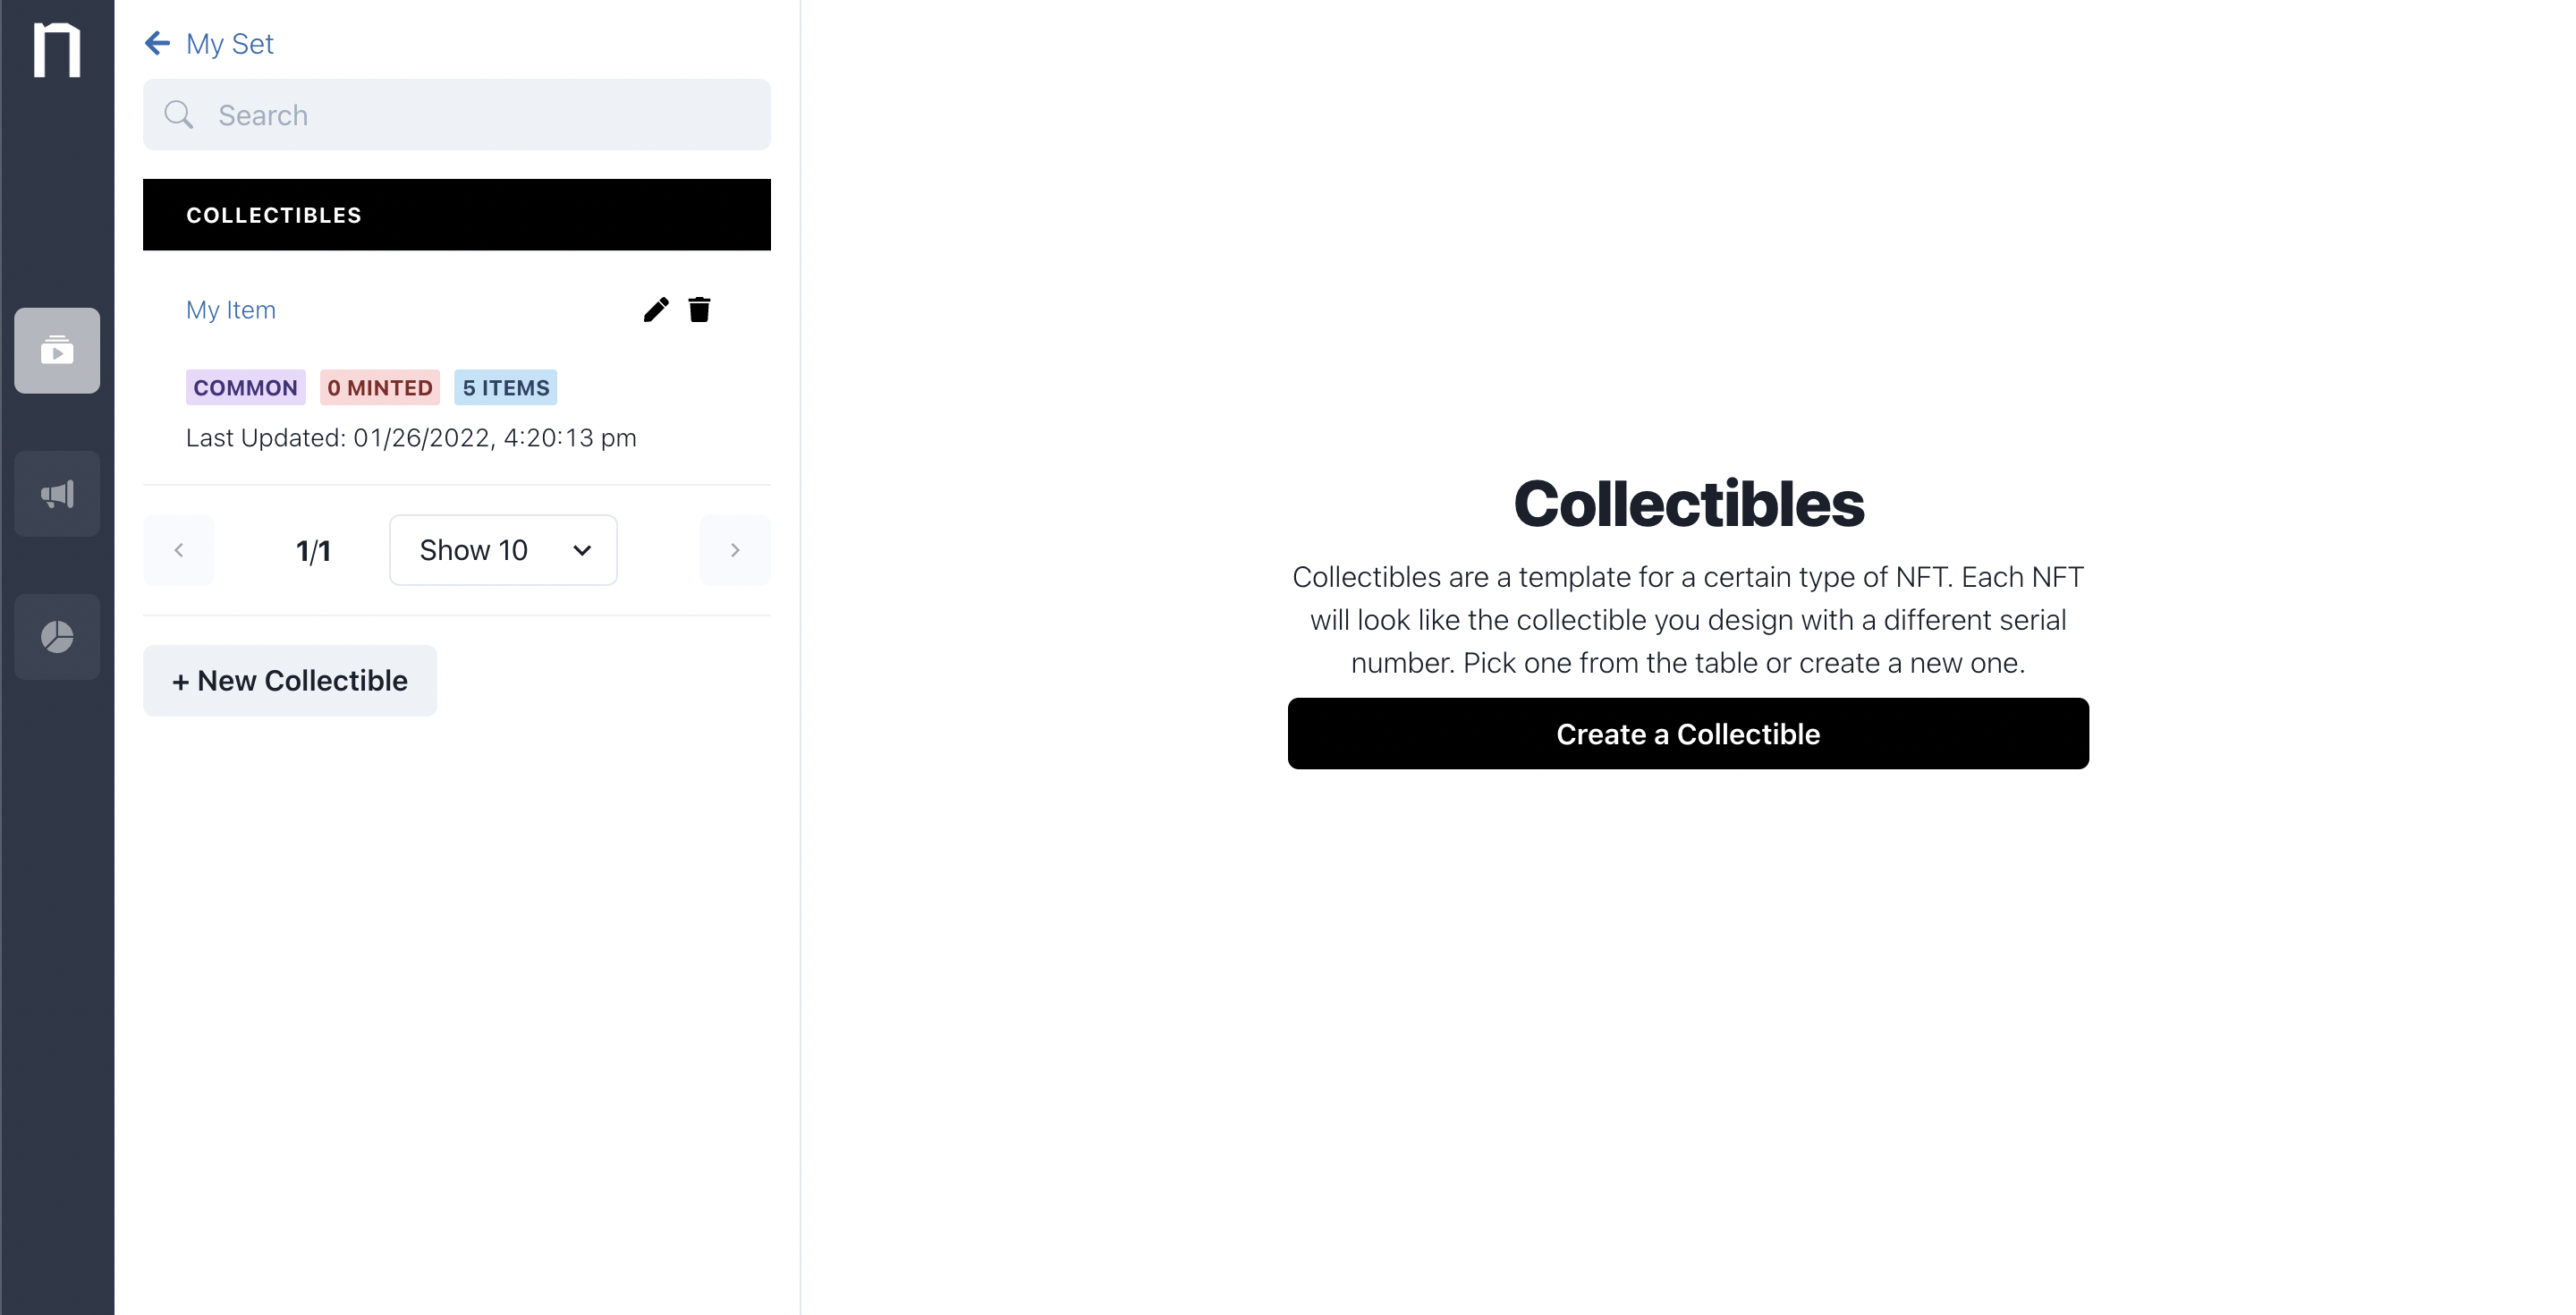 n
My Set
Search
COLLECTIBLES
My Item
COMMON 0 MINTED 5 ITEMS
Last Updated: 01/26/2022, 4:20:13 pm
1/1 Show 10
+ New Collectible
Collectibles
Collectibles are a template for a certain type of NFT. Each NFT
will look like the collectible you design with a different serial
number. Pick one from the table or create a new one.
Create a Collectible